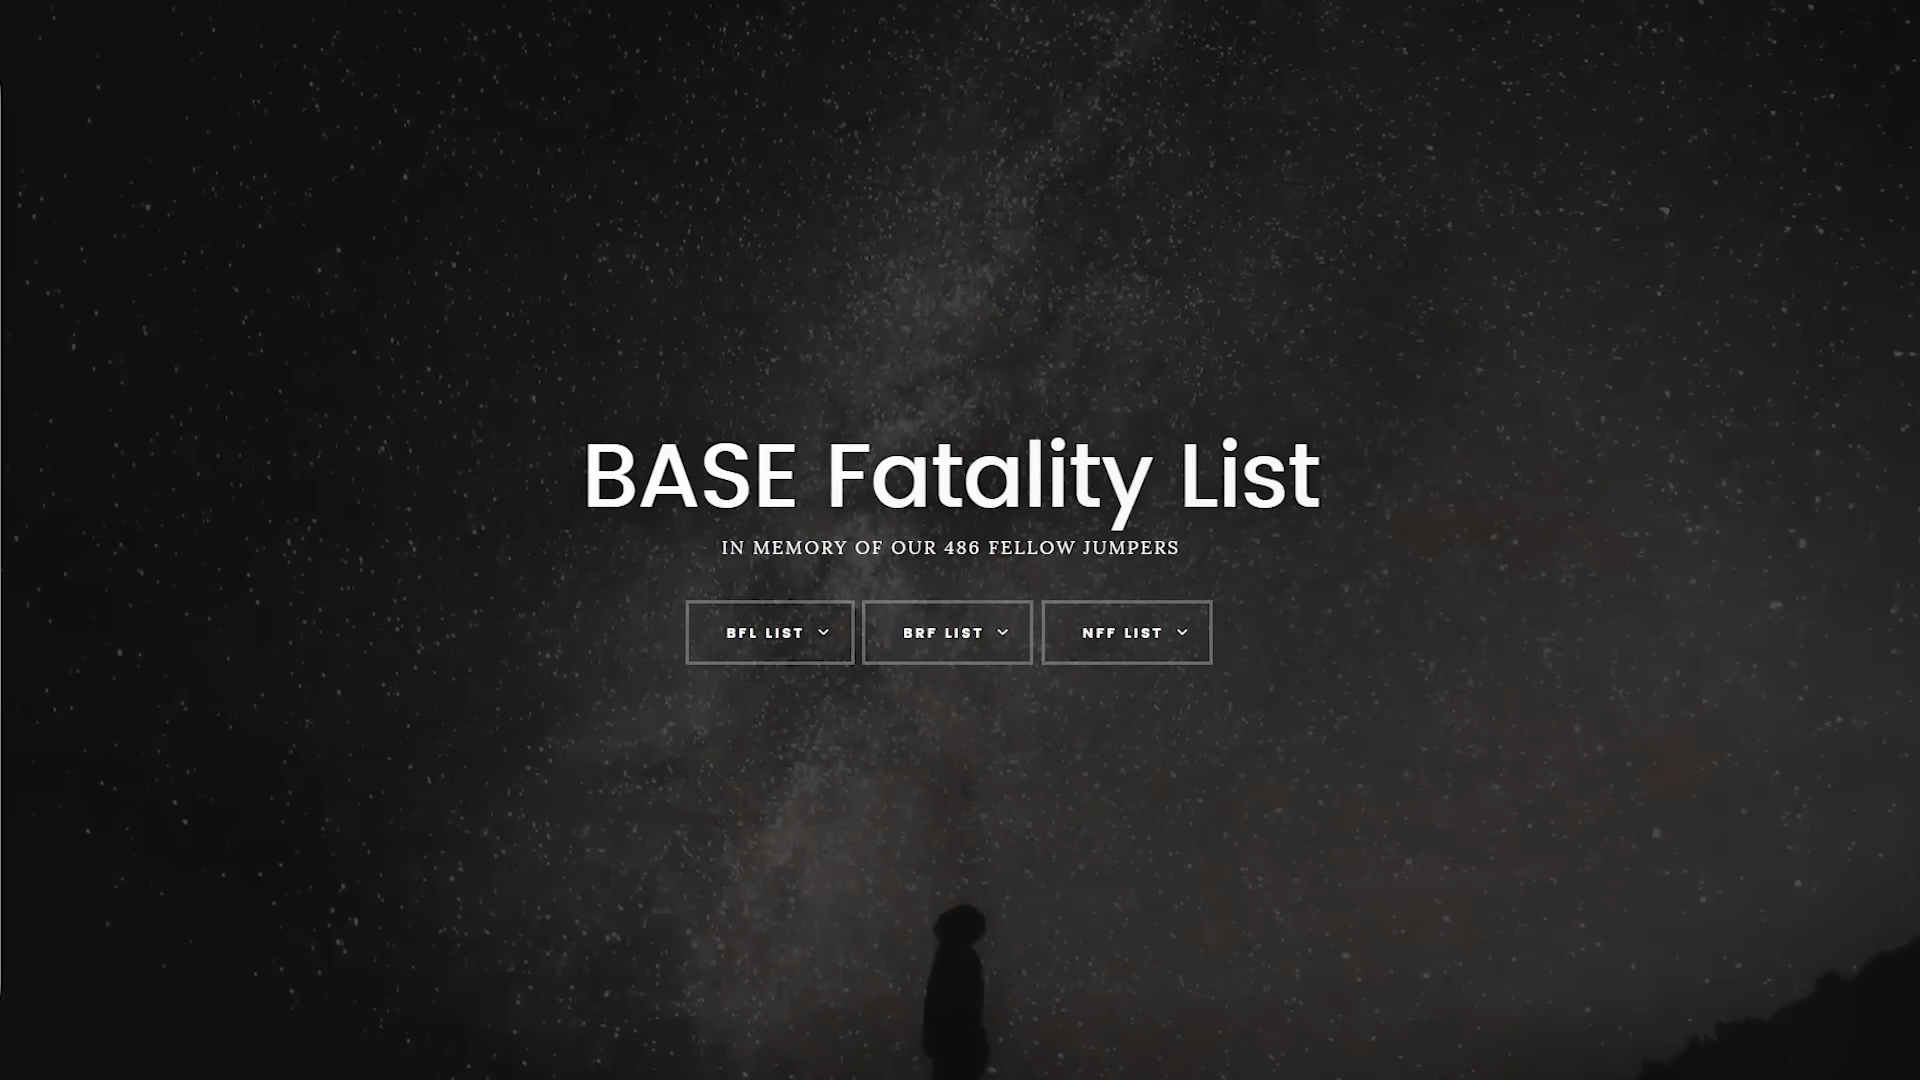 BASE Fatality List
IN MEMORY OF OUR 486 FELLOW JUMPERS
BFL LIST
BRF LIST
NFF LIST